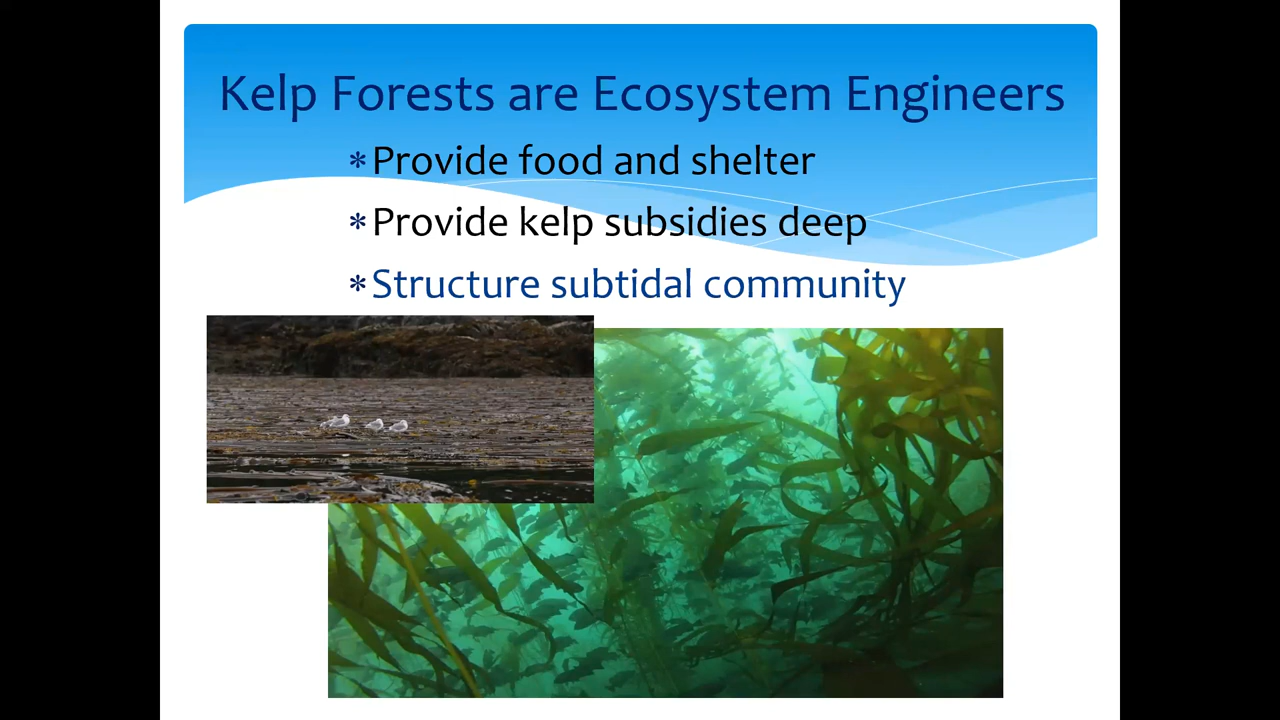 Kelp Forests are Ecosystem Engineers
*Provide food and shelter
*Provide kelp subsidies deep
*Structure subtidal community